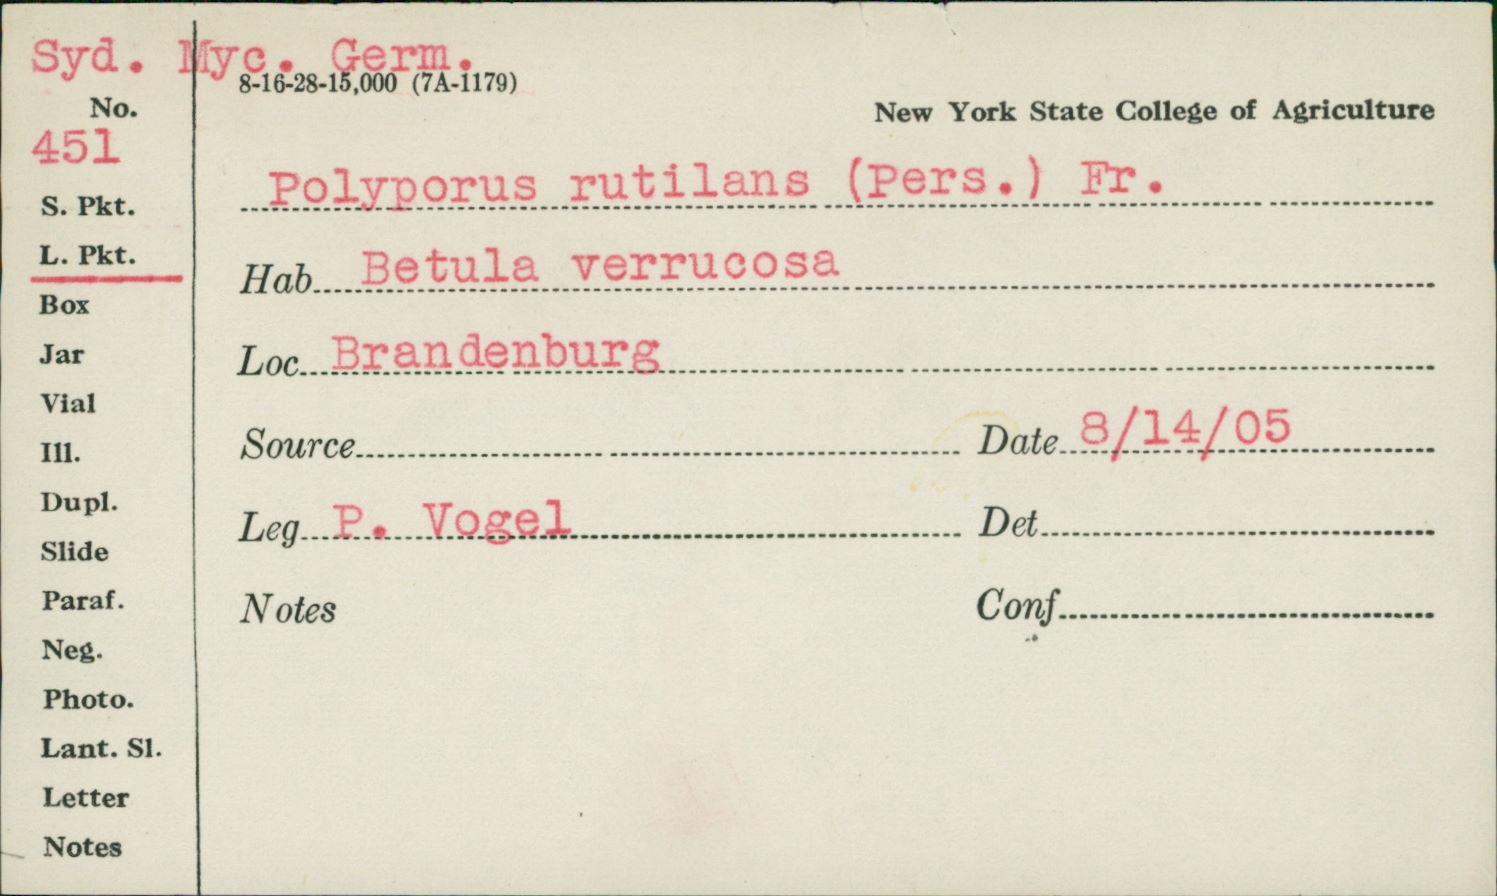 Syd. Myc. Germ.
8-16-28-15,000 (7A-1179)
No.
New York State College of Agriculture
451
Polyporus rutilans (Pers.) Fr.
S. Pkt.
L. Pkt.
Hab Betula verrucosa
Box
Loc Brandenburg
Jar
Vial
Source Date 8/14/05
Ill.
Dupl.
Leg P. Vogel Det
Slide
Paraf.
Notes Conf
Neg.
Photo.
Lant. Sl.
Letter
Notes